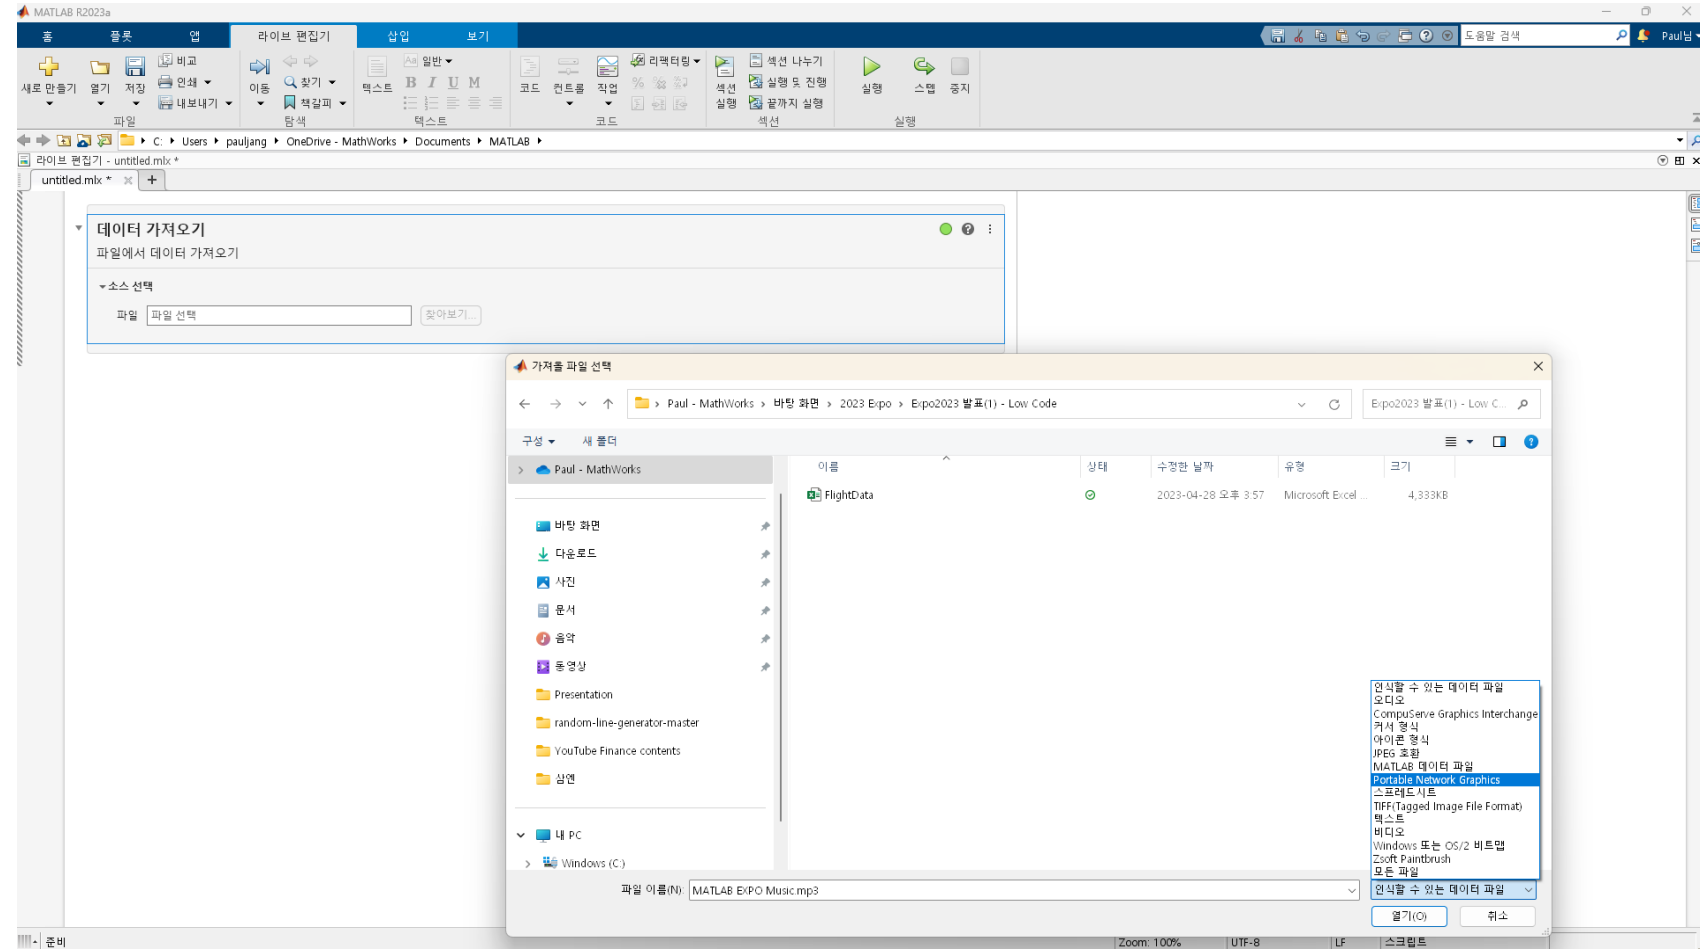 MATLAB R2023a
홈 플롯 앱 라이브 편집기 삽입 보기
도움말 검색
Paul님
새로 만들기 열기 저장 비교 인쇄 내보내기
이동 찾기 책갈피
텍스트 Aa 일반 B I U M
코드 컨트롤 작업 리팩터링
섹션 실행 섹션 나누기 실행 및 진행 끝까지 실행
실행 스텝 중지
파일 탐색 텍스트 코드 섹션 실행
C: Users pauljang OneDrive - MathWorks Documents MATLAB
라이브 편집기 - untitled.mlx *
untitled.mlx *
데이터 가져오기
파일에서 데이터 가져오기
소스 선택
파일 파일 선택 찾아보기...
가져올 파일 선택
Paul - MathWorks › 바탕 화면 › 2023 Expo › Expo2023 발표(1) - Low Code
Expo2023 발표(1) - Low C...
구성 새 폴더
Paul - MathWorks
이름 상태 수정한 날짜 유형 크기
FlightData 2023-04-28 오후 3:57 Microsoft Excel ... 4,333KB
바탕 화면
다운로드
사진
문서
음악
동영상
Presentation
random-line-generator-master
YouTube Finance contents
삼엔
내 PC
Windows (C:)
인식할 수 있는 데이터 파일
오디오
CompuServe Graphics Interchange
커서 형식
아이콘 형식
JPEG 호환
MATLAB 데이터 파일
Portable Network Graphics
스프레드시트
TIFF(Tagged Image File Format)
텍스트
비디오
Windows 또는 OS/2 비트맵
Zsoft Paintbrush
모든 파일
파일 이름(N): MATLAB EXPO Music.mp3
인식할 수 있는 데이터 파일
열기(O) 취소
준비
Zoom: 100% UTF-8 LF 스크립트